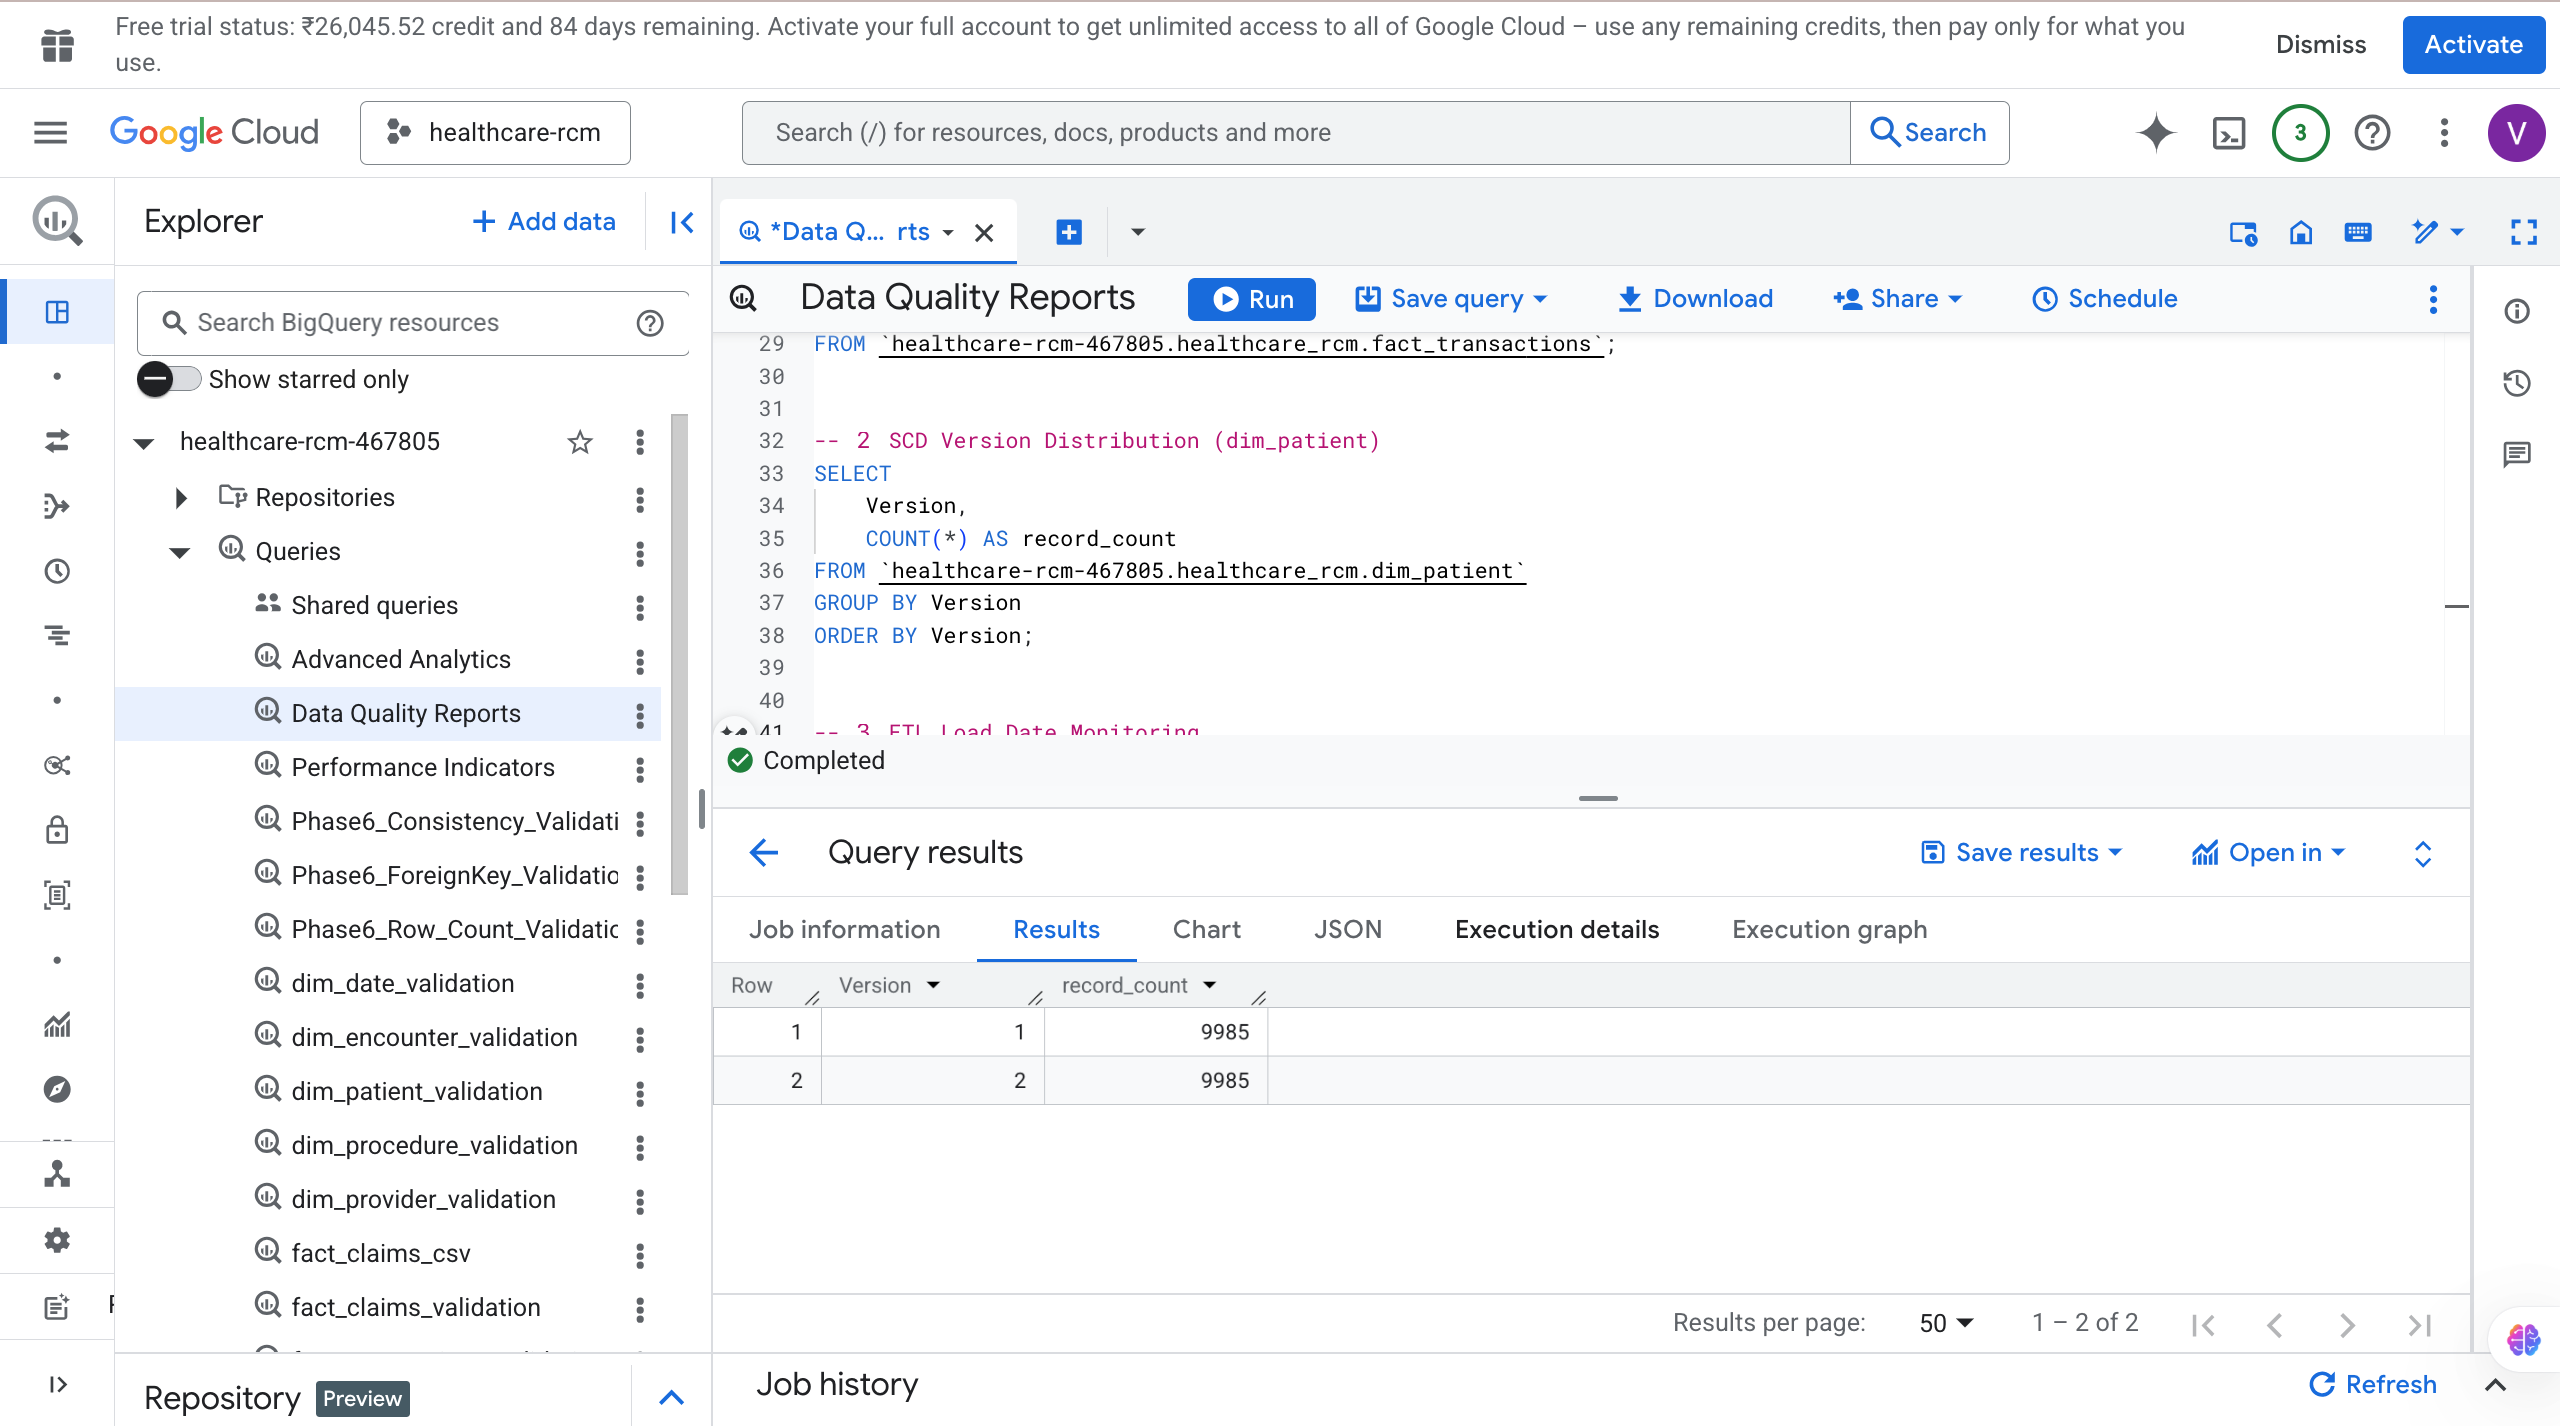 Free trial status: ₹26,045.52 credit and 84 days remaining. Activate your full account to get unlimited access to all of Google Cloud – use any remaining credits, then pay only for what you
use.
Dismiss
Activate
Google Cloud
healthcare-rcm
Search (/) for resources, docs, products and more
Search
3
V
Explorer
+ Add data
*Data Q... rts
Search BigQuery resources
Data Quality Reports
Run
Save query
Download
Share
Schedule
Show starred only
healthcare-rcm-467805
Repositories
Queries
Shared queries
Advanced Analytics
Data Quality Reports
Performance Indicators
Phase6_Consistency_Validati
Phase6_ForeignKey_Validatio
Phase6_Row_Count_Validatic
dim_date_validation
dim_encounter_validation
dim_patient_validation
dim_procedure_validation
dim_provider_validation
fact_claims_csv
fact_claims_validation
Repository Preview
29 FROM `healthcare-rcm-467805.healthcare_rcm.fact_transactions`;
30
31
32 -- 2 SCD Version Distribution (dim_patient)
33 SELECT
34 Version,
35 COUNT(*) AS record_count
36 FROM `healthcare-rcm-467805.healthcare_rcm.dim_patient`
37 GROUP BY Version
38 ORDER BY Version;
39
40
41 -- 3 ETL Load Date Monitoring
Completed
Query results
Save results
Open in
Job information
Results
Chart
JSON
Execution details
Execution graph
Row Version record_count
1 1 9985
2 2 9985
Results per page: 50 1 – 2 of 2
Job history
Refresh